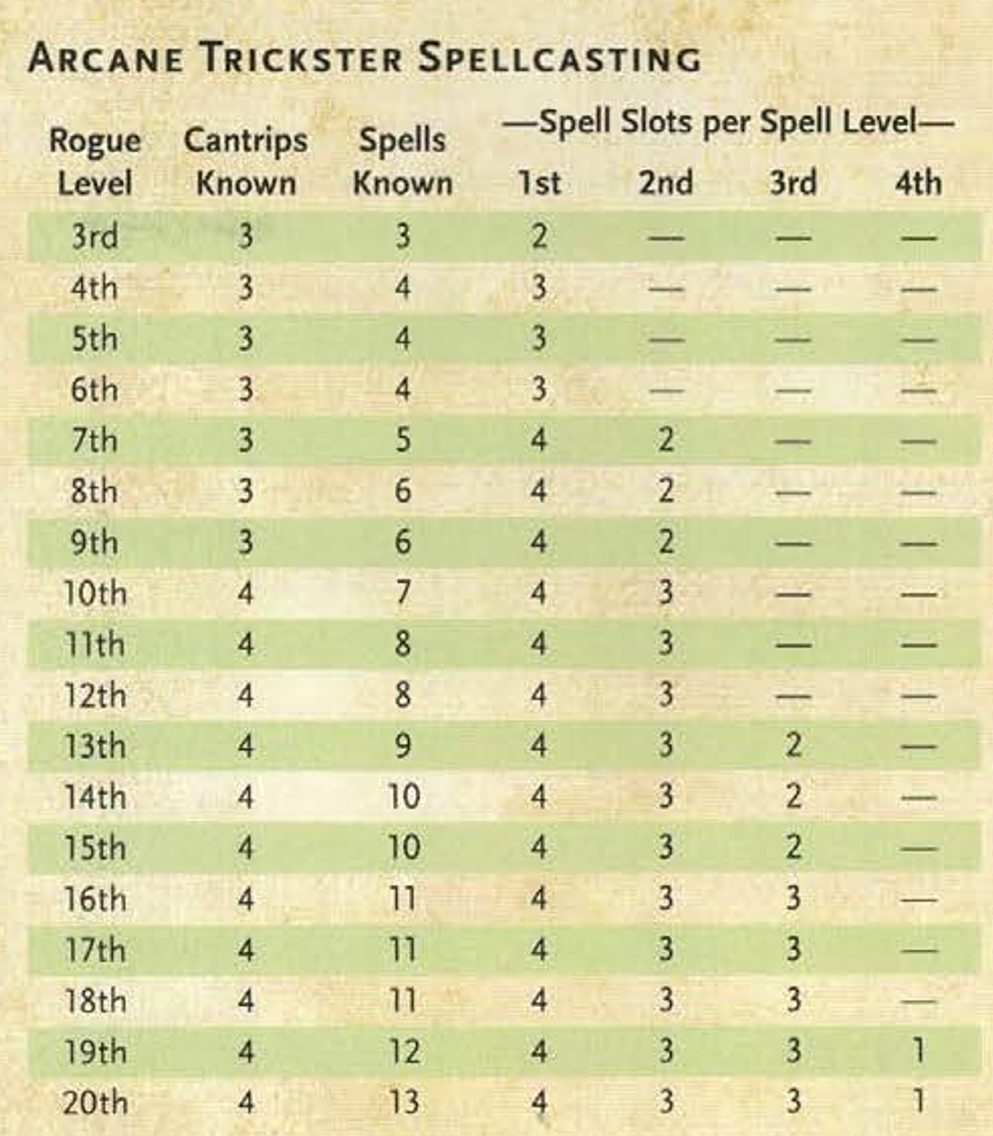 ARCANE TRICKSTER SPELLCASTING
—Spell Slots per Spell Level—
Rogue Cantrips Spells
Level Known Known 1st 2nd 3rd 4th
3rd 3 3 2 — — —
4th 3 4 3 — — —
5th 3 4 3 — — —
6th 3 4 3 — — —
7th 3 5 4 2 — —
8th 3 6 4 2 — —
9th 3 6 4 2 — —
10th 4 7 4 3 — —
11th 4 8 4 3 — —
12th 4 8 4 3 — —
13th 4 9 4 3 2 —
14th 4 10 4 3 2 —
15th 4 10 4 3 2 —
16th 4 11 4 3 3 —
17th 4 11 4 3 3 —
18th 4 11 4 3 3 —
19th 4 12 4 3 3 1
20th 4 13 4 3 3 1